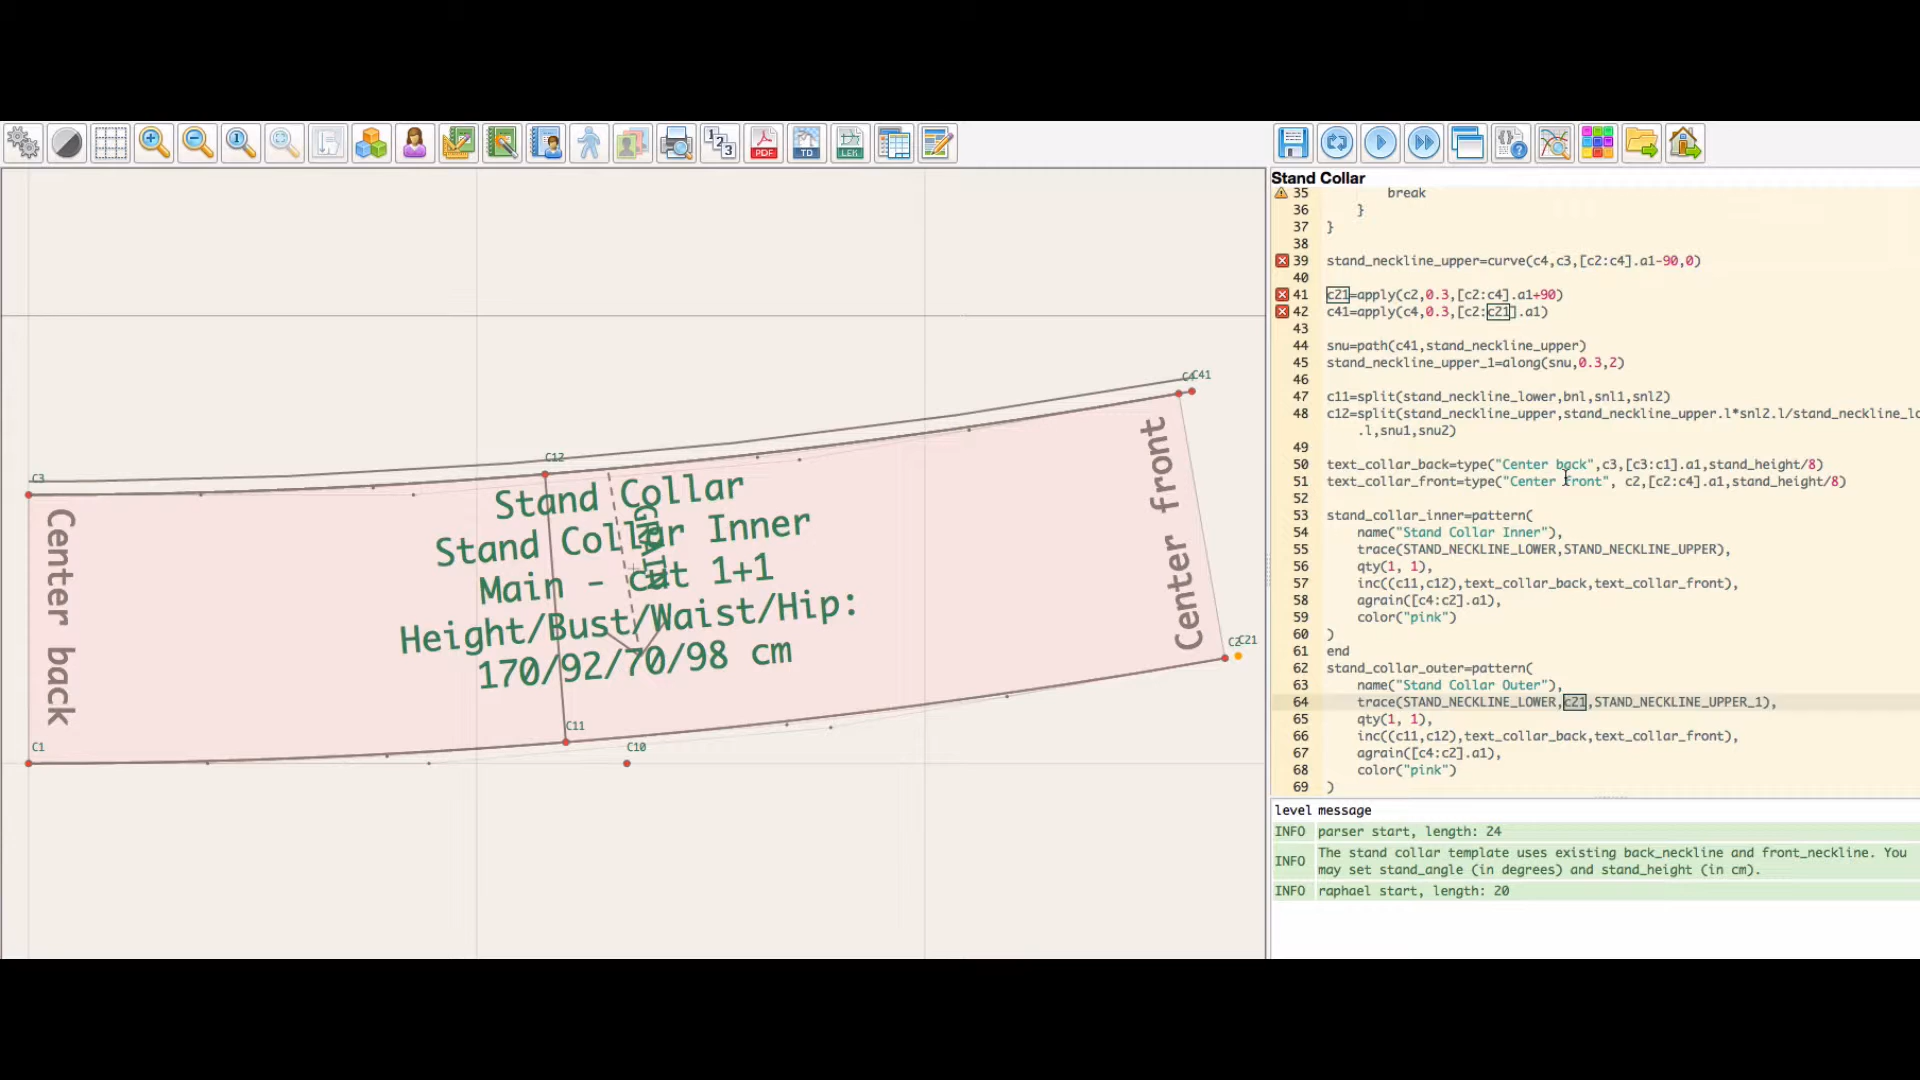 PDF
TD
LEK
1 2 3
Stand Collar
35 break
36 }
37 }
38
39 stand_neckline_upper=curve(c4,c3,[c2:c4].a1-90,0)
40
41 c21=apply(c2,0.3,[c2:c4].a1+90)
42 c41=apply(c4,0.3,[c2:c21].a1)
43
44 snu=path(c41,stand_neckline_upper)
45 stand_neckline_upper_1=along(snu,0.3,2)
46
47 c11=split(stand_neckline_lower,bnl,snl1,snl2)
48 c12=split(stand_neckline_upper,stand_neckline_upper.l*snl2.l/stand_neckline_lo
.l,snu1,snu2)
49
50 text_collar_back=type("Center back",c3,[c3:c1].a1,stand_height/8)
51 text_collar_front=type("Center front", c2,[c2:c4].a1,stand_height/8)
52
53 stand_collar_inner=pattern(
54 name("Stand Collar Inner"),
55 trace(STAND_NECKLINE_LOWER,STAND_NECKLINE_UPPER),
56 qty(1, 1),
57 inc((c11,c12),text_collar_back,text_collar_front),
58 agrain([c4:c2].a1),
59 color("pink")
60 )
61 end
62 stand_collar_outer=pattern(
63 name("Stand Collar Outer"),
64 trace(STAND_NECKLINE_LOWER,c21,STAND_NECKLINE_UPPER_1),
65 qty(1, 1),
66 inc((c11,c12),text_collar_back,text_collar_front),
67 agrain([c4:c2].a1),
68 color("pink")
69 )
level message
INFO parser start, length: 24
INFO The stand collar template uses existing back_neckline and front_neckline. You
may set stand_angle (in degrees) and stand_height (in cm).
INFO raphael start, length: 20
C3
C12
C41
Center back
Stand Collar
Stand Collar Inner
Main - cut 1+1
Height/Bust/Waist/Hip:
170/92/70/98 cm
GRAIN
Center front
C1
C11
C10
C21